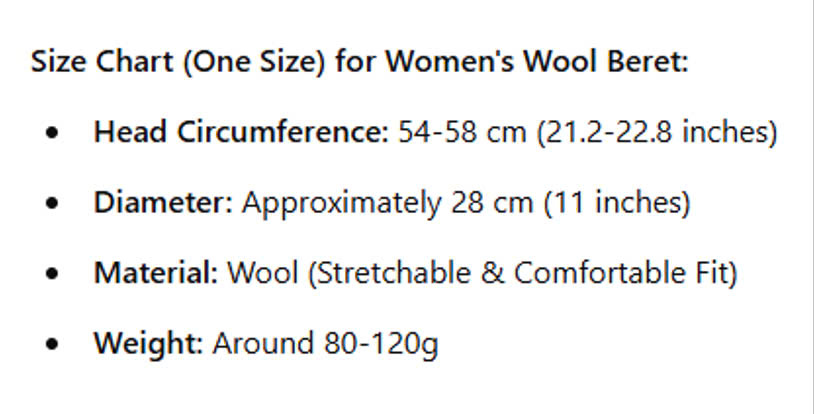 Size Chart (One Size) for Women's Wool Beret:
• Head Circumference: 54-58 cm (21.2-22.8 inches)
• Diameter: Approximately 28 cm (11 inches)
• Material: Wool (Stretchable & Comfortable Fit)
• Weight: Around 80-120g